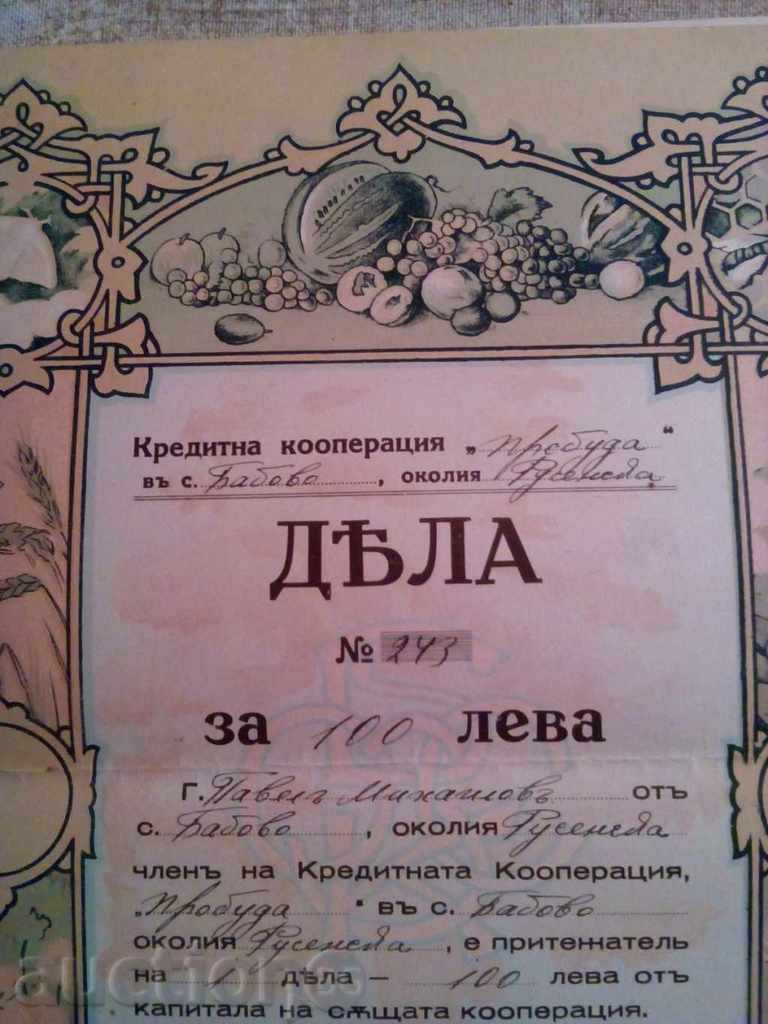 Кредитна кооперация „Пробуда“
въ с. Бабово, околия Русенска
ДѢЛА
№ 243
за 100 лева
г. Павелъ Михаиловъ отъ
с. Бабово, околия Русенска
членъ на Кредитната Кооперация,
„Пробуда“ въ с. Бабово
околия Русенска, е притежатель
на 1 дѣла – 100 лева отъ
капитала на сѫщата кооперация.
auction